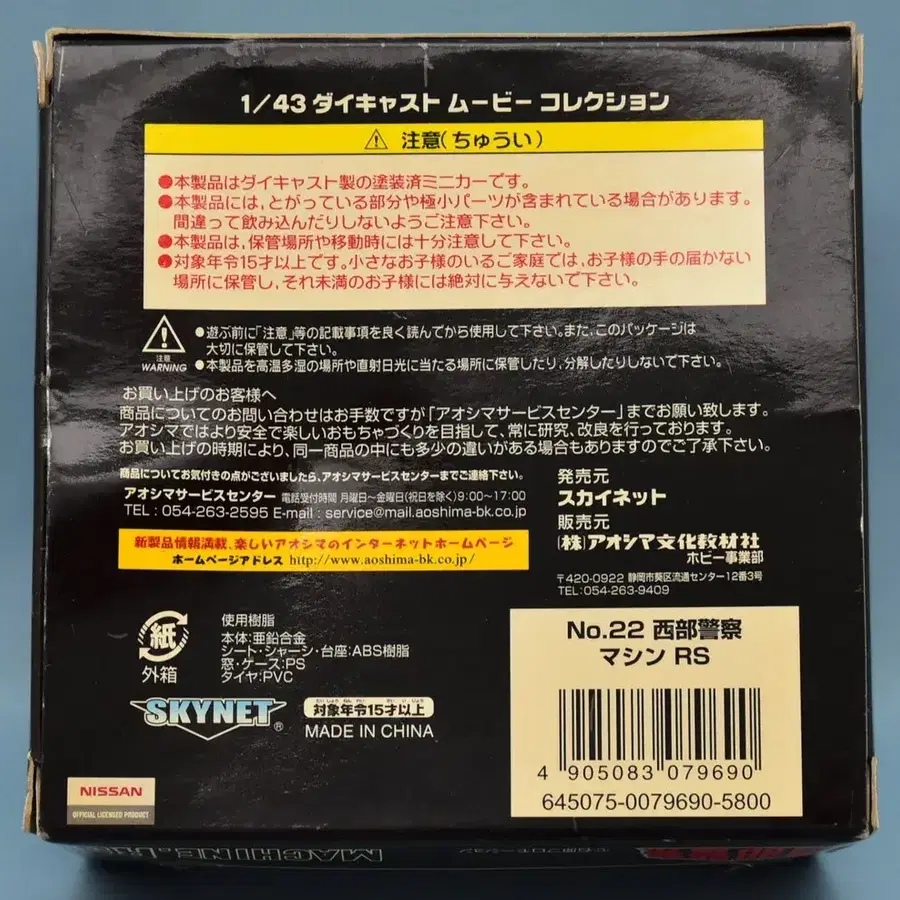 1/43 ダイキャスト ムービー コレクション
注意(ちゅうい)
●本製品はダイキャスト製の塗装済ミニカーです。
●本製品には,とがっている部分や極小パーツが含まれている場合があります。
間違って飲み込んだりしないようご注意下さい。
●本製品は,保管場所や移動時には十分注意して下さい。
●対象年令15才以上です。小さなお子様のいるご家庭では,お子様の手の届かない
場所に保管し,それ未満のお子様には絶対に与えないで下さい。
注意
WARNING
●遊ぶ前に「注意」等の記載事項を良く読んでから使用して下さい。また,このパッケージは
大切に保管して下さい。
●本製品を高温多湿の場所や直射日光に当たる場所に保管したり,分解したりしないで下さい。
お買い上げのお客様へ
商品についてのお問い合わせはお手数ですが「アオシマサービスセンター」までお願い致します。
アオシマではより安全で楽しいおもちゃづくりを目指して,常に研究,改良を行っております。
お買い上げの時期により,同一商品の中にも多少の違いがある場合もありますのでご了承下さい。
商品についてお気付きの点がございましたら,アオシマサービスセンターまでご連絡下さい。
アオシマサービスセンター 電話受付時間 月曜日~金曜日(祝日を除く)9:00~17:00
TEL:054-263-2595 E-mail:service@mail.aoshima-bk.co.jp
新製品情報満載、楽しいアオシマのインターネットホームページ
ホームページアドレス http://www.aoshima-bk.co.jp/
発売元
スカイネット
販売元
(株)アオシマ文化教材社
ホビー事業部
〒420-0922 静岡市葵区流通センター12番3号
TEL:054-263-9409
紙
外箱
使用樹脂
本体:亜鉛合金
シート・シャーシ・台座:ABS樹脂
窓・ケース:PS
タイヤ:PVC
SKYNET®
対象年令15才以上
MADE IN CHINA
No.22 西部警察
マシン RS
4 905083 079690
645075-0079690-5800
NISSAN
OFFICIAL LICENSED PRODUCT